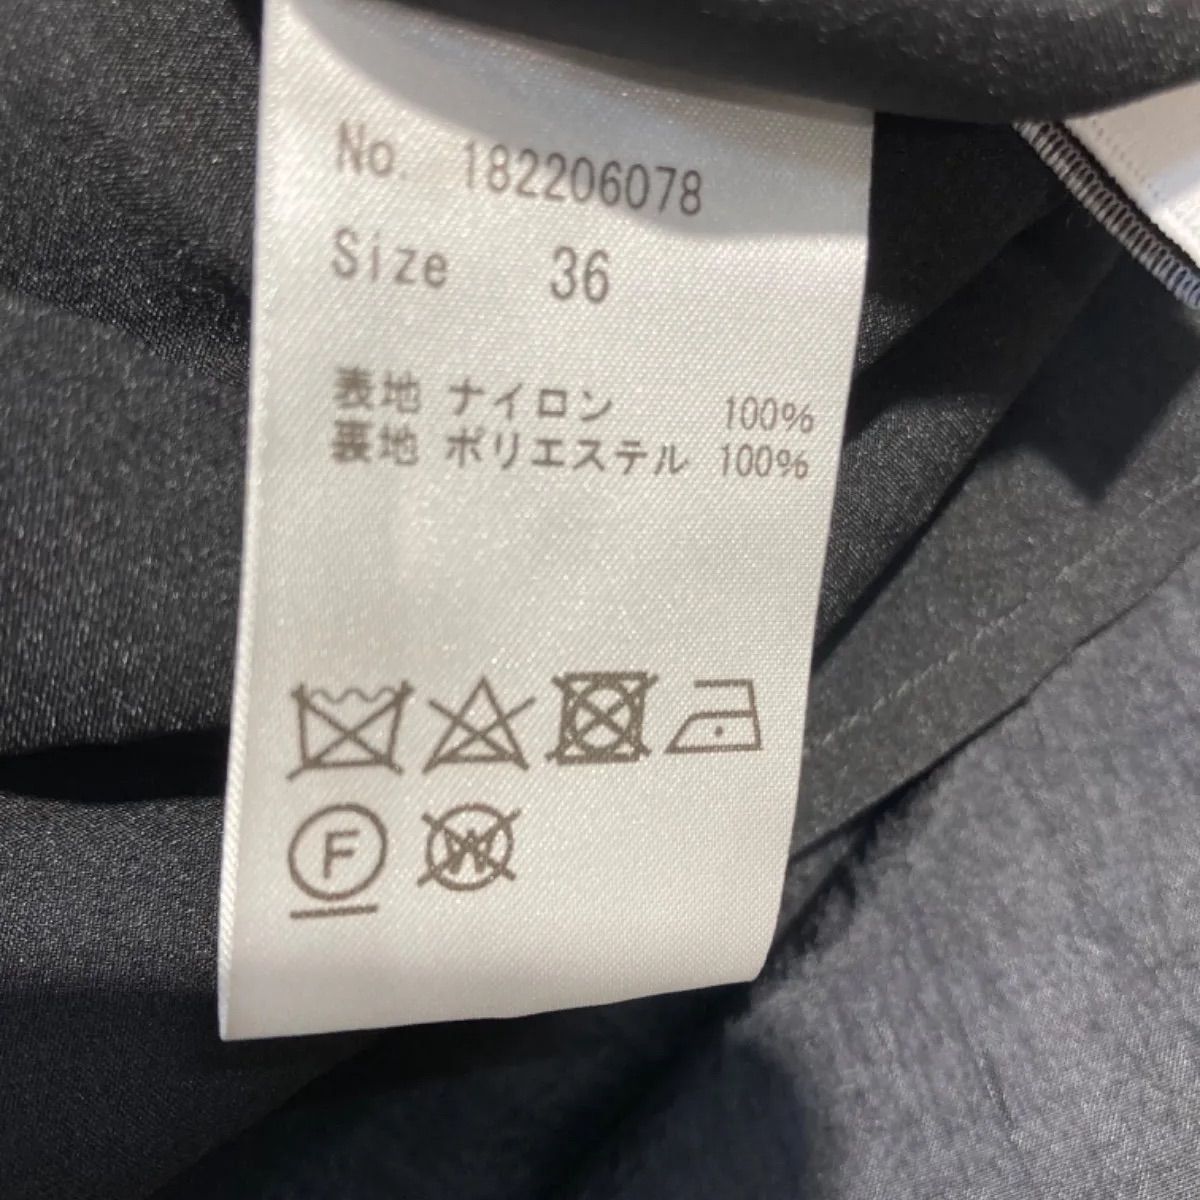 No. 182206078
Size 36
表地 ナイロン 100%
裏地 ポリエステル 100%
F
W